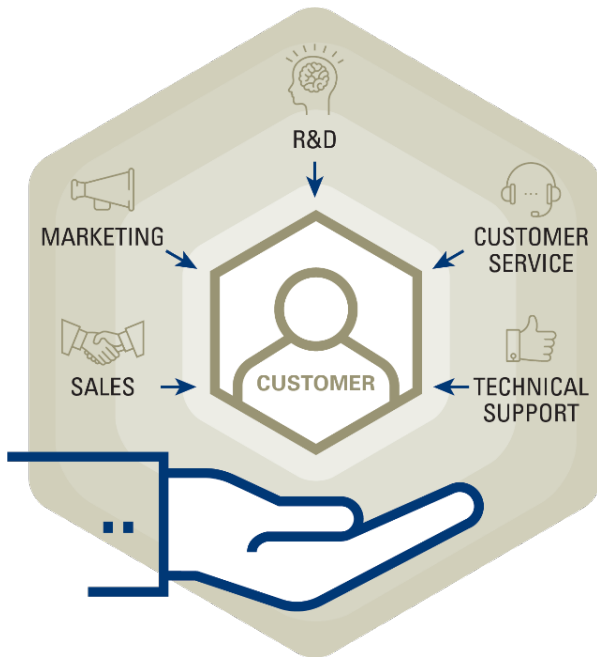 R&D
MARKETING
CUSTOMER
SERVICE
SALES
CUSTOMER
TECHNICAL
SUPPORT